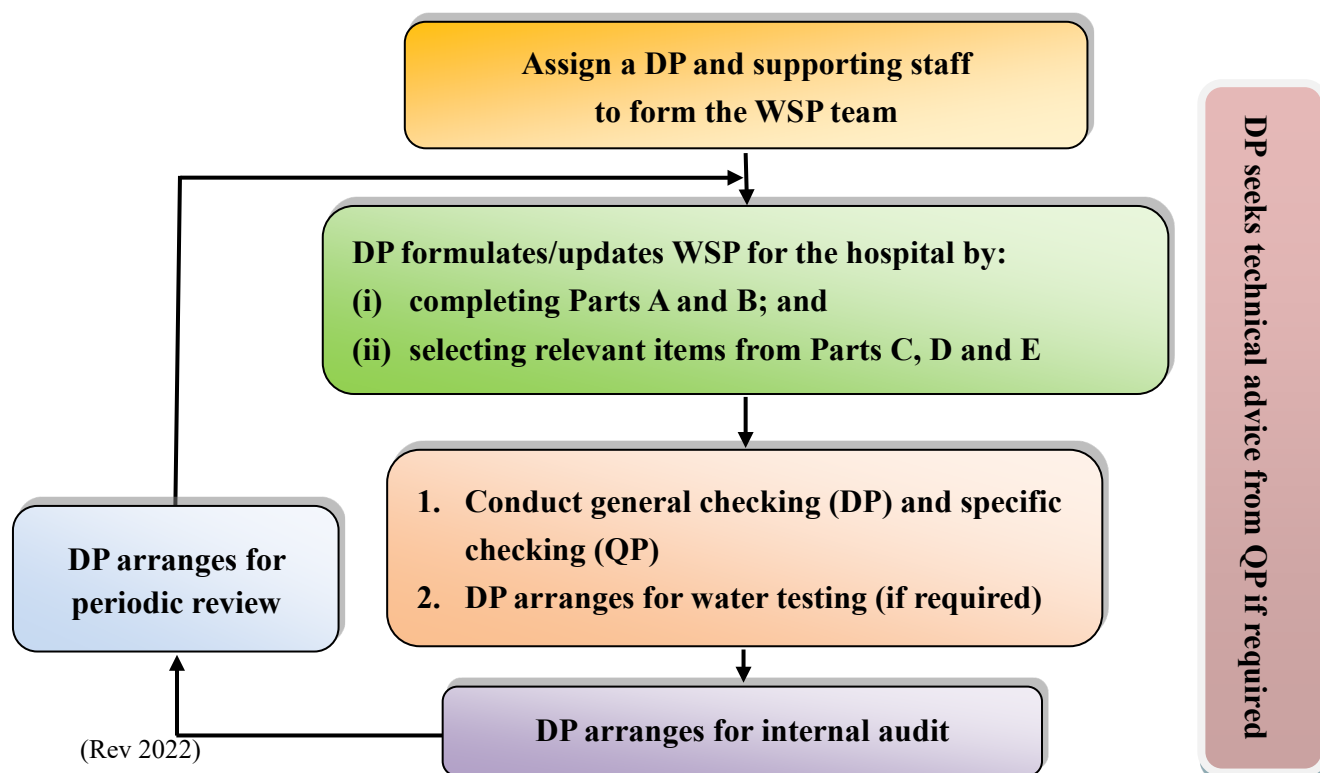 Assign a DP and supporting staff
to form the WSP team
DP formulates/updates WSP for the hospital by:
(i) completing Parts A and B; and
(ii) selecting relevant items from Parts C, D and E
1. Conduct general checking (DP) and specific
checking (QP)
2. DP arranges for water testing (if required)
DP arranges for
periodic review
DP arranges for internal audit
(Rev 2022)
DP seeks technical advice from QP if required